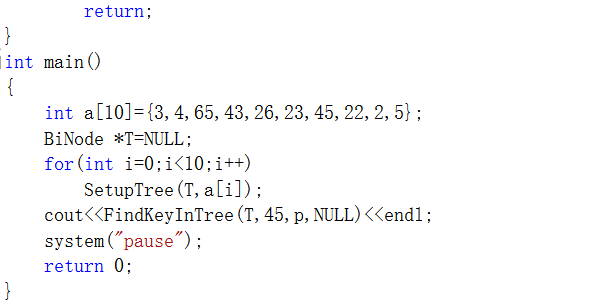 return;
}
int main()
{
int a[10]={3,4,65,43,26,23,45,22,2,5};
BiNode *T=NULL;
for(int i=0;i<10;i++)
SetupTree(T,a[i]);
cout<<FindKeyInTree(T,45,p,NULL)<<endl;
system("pause");
return 0;
}